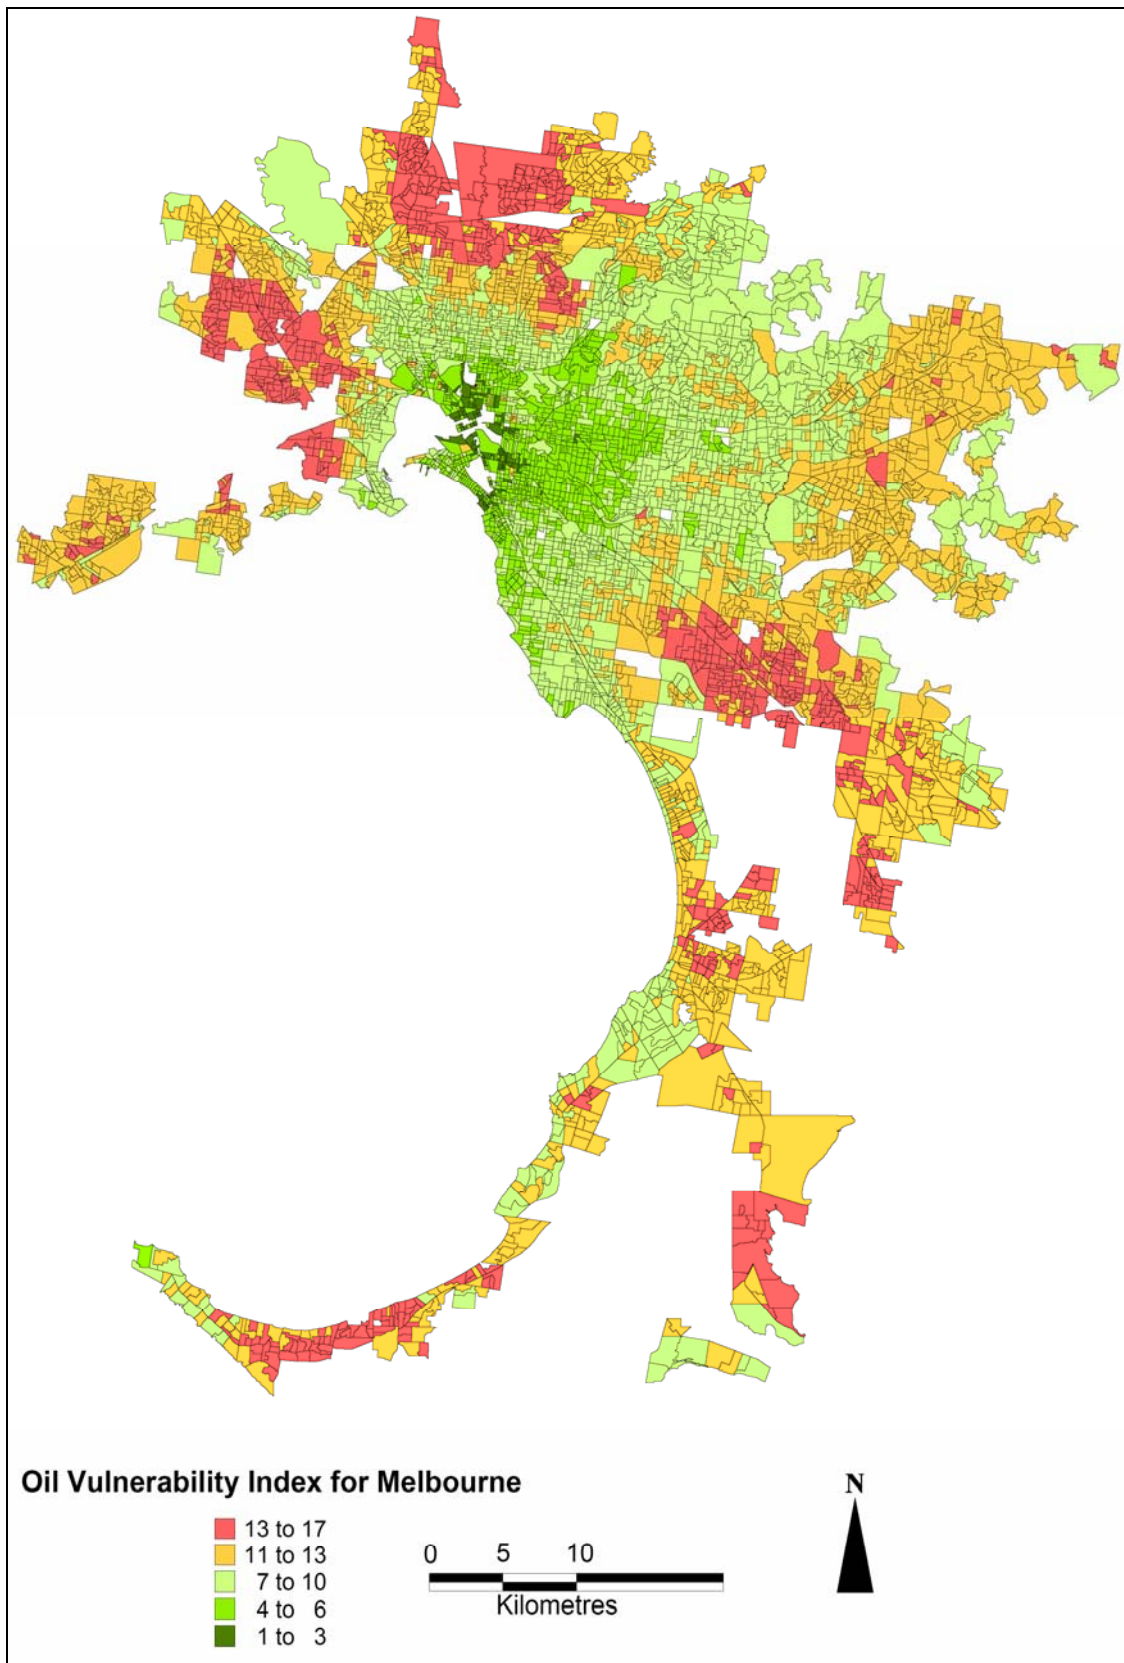 Oil Vulnerability Index for Melbourne
13 to 17
11 to 13
7 to 10
4 to 6
1 to 3
0 5 10
Kilometres
N